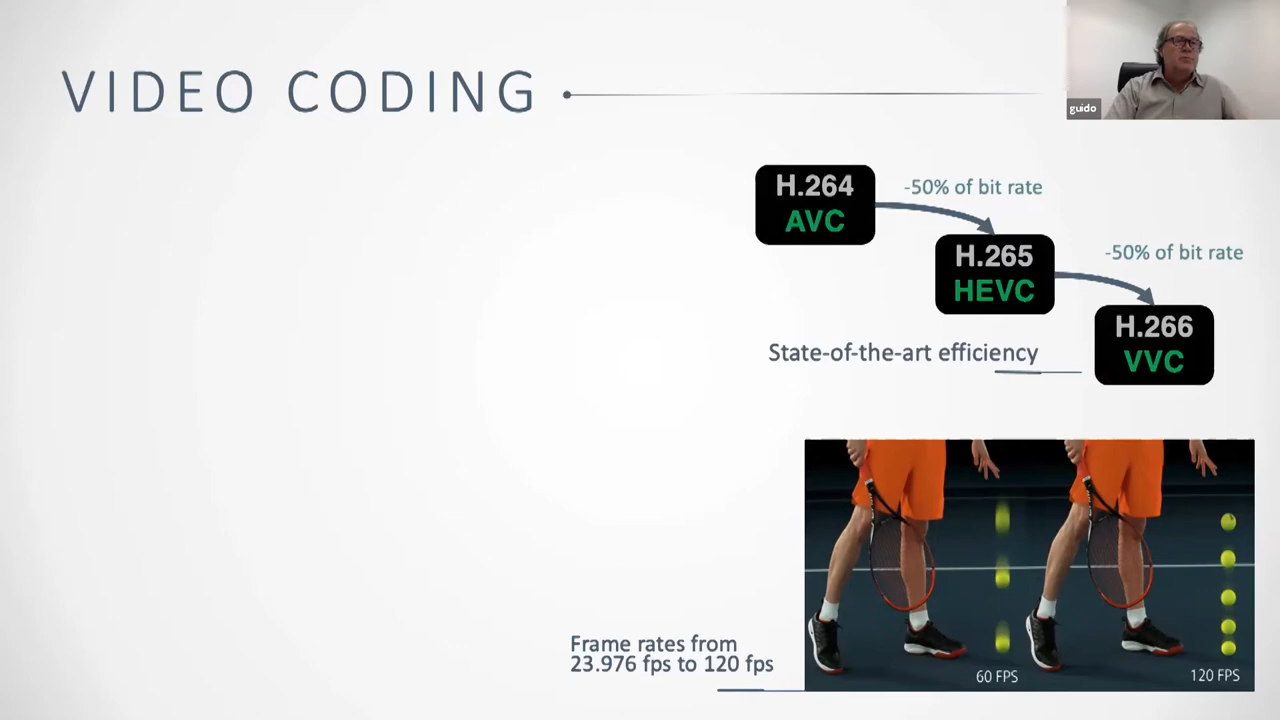 VIDEO CODING
guido
H.264
AVC
-50% of bit rate
H.265
HEVC
-50% of bit rate
H.266
VVC
State-of-the-art efficiency
Frame rates from
23.976 fps to 120 fps
60 FPS
120 FPS